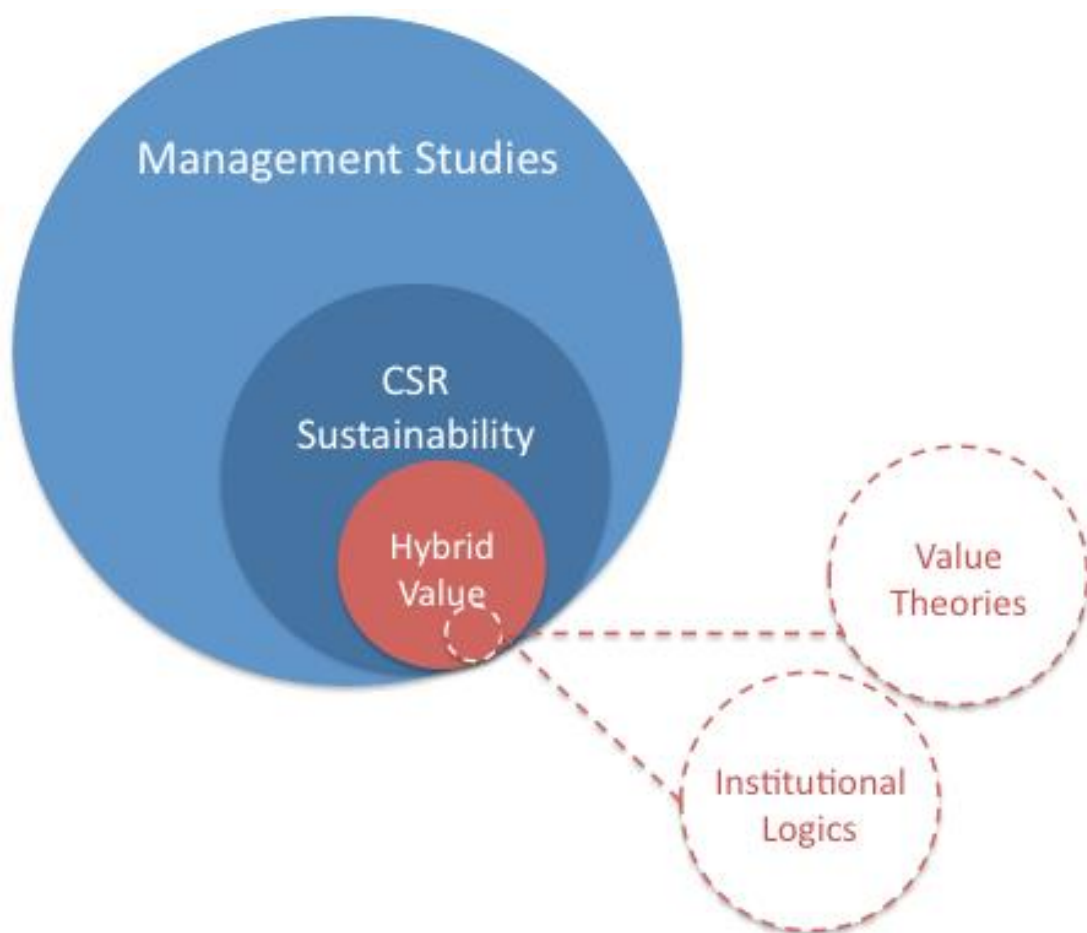 Management Studies
CSR
Sustainability
Hybrid
Value
Value
Theories
Institutional
Logics